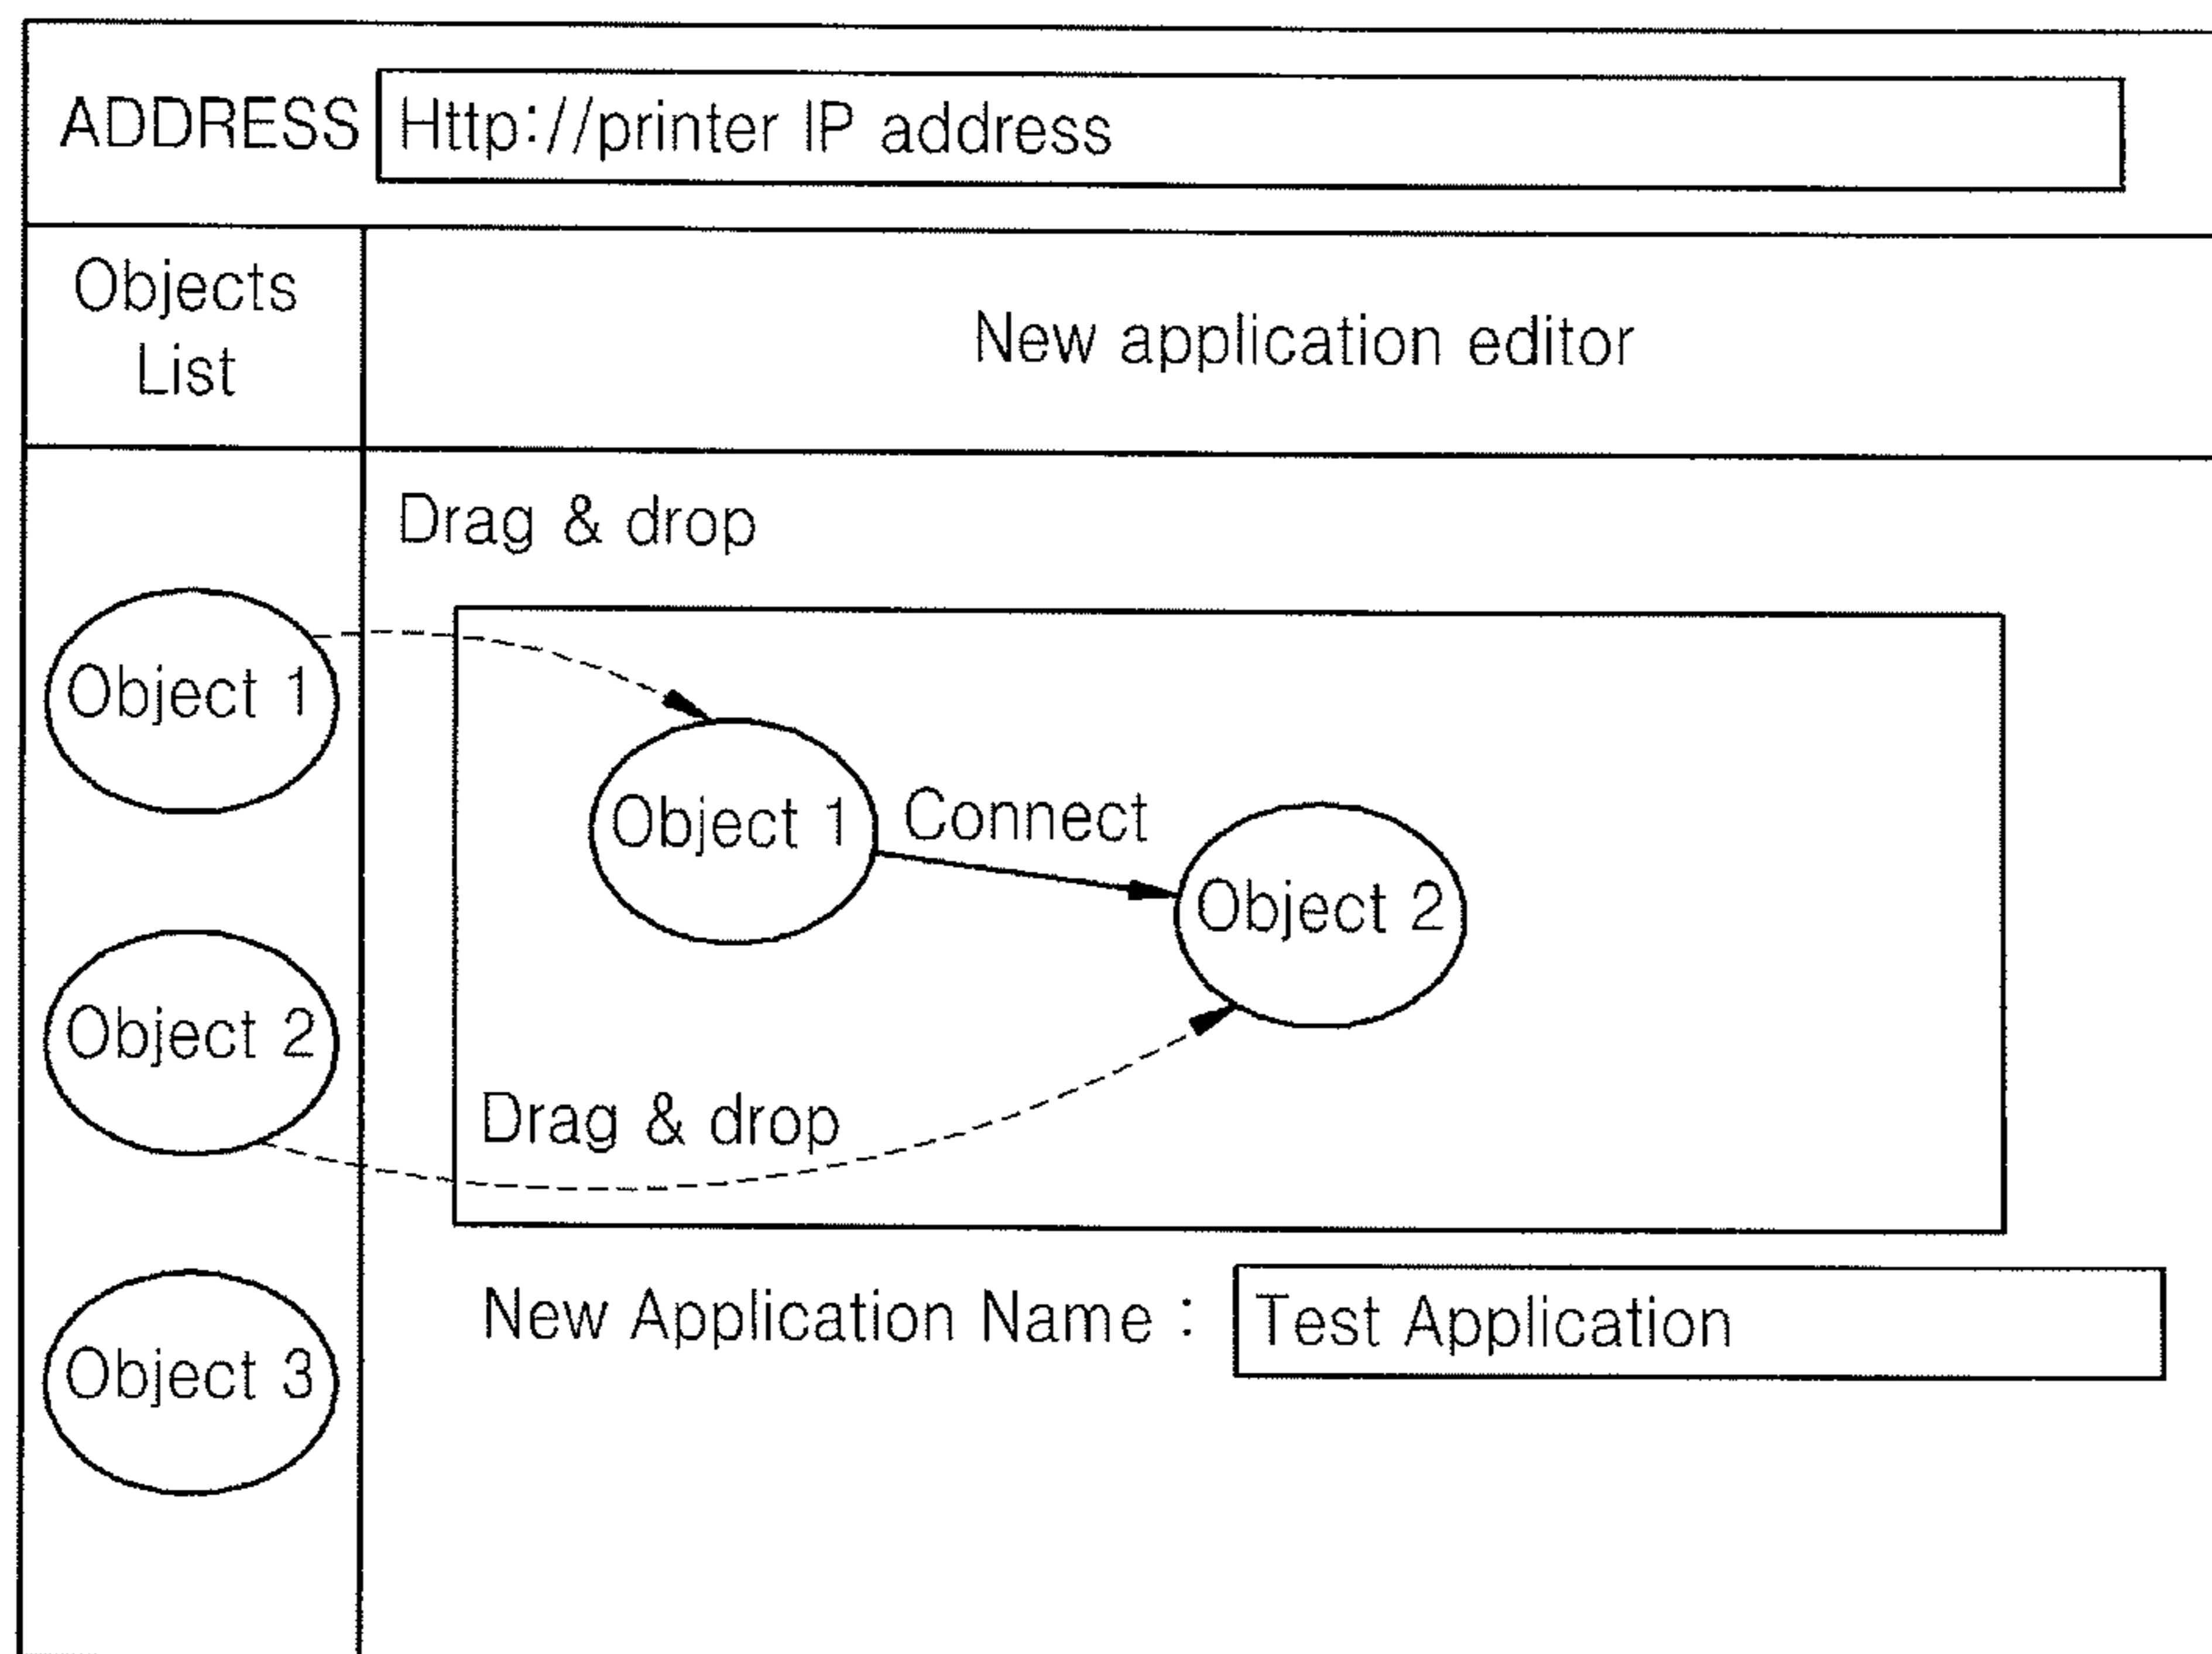 ADDRESS Http://printer IP address
Objects
List
New application editor
Drag & drop
Object 1
Object 1
Connect
Object 2
Object 2
Drag & drop
New Application Name : Test Application
Object 3